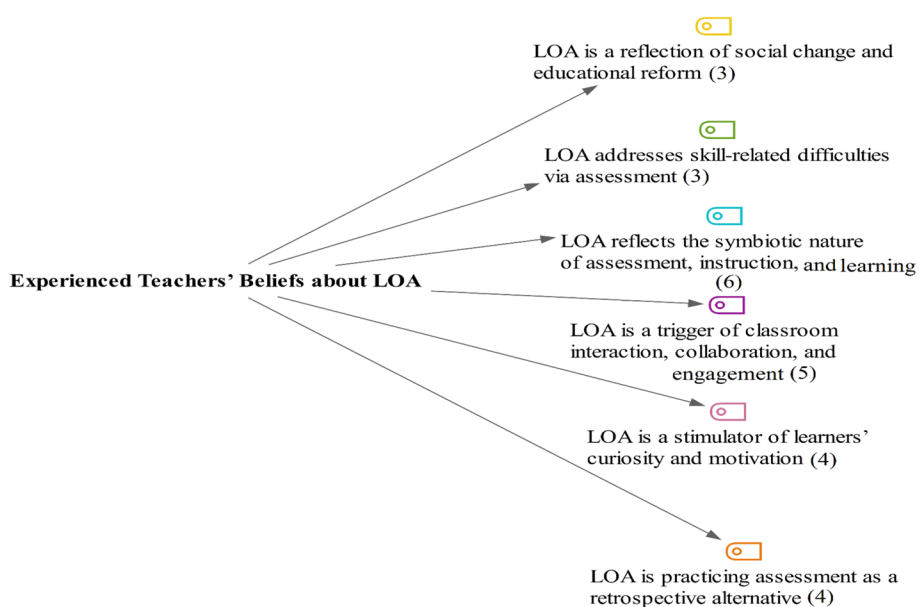 LOA is a reflection of social change and
educational reform (3)
LOA addresses skill-related difficulties
via assessment (3)
LOA reflects the symbiotic nature
of assessment, instruction, and learning
(6)
Experienced Teachers' Beliefs about LOA
LOA is a trigger of classroom
interaction, collaboration, and
engagement (5)
LOA is a stimulator of learners'
curiosity and motivation (4)
LOA is practicing assessment as a
retrospective alternative (4)